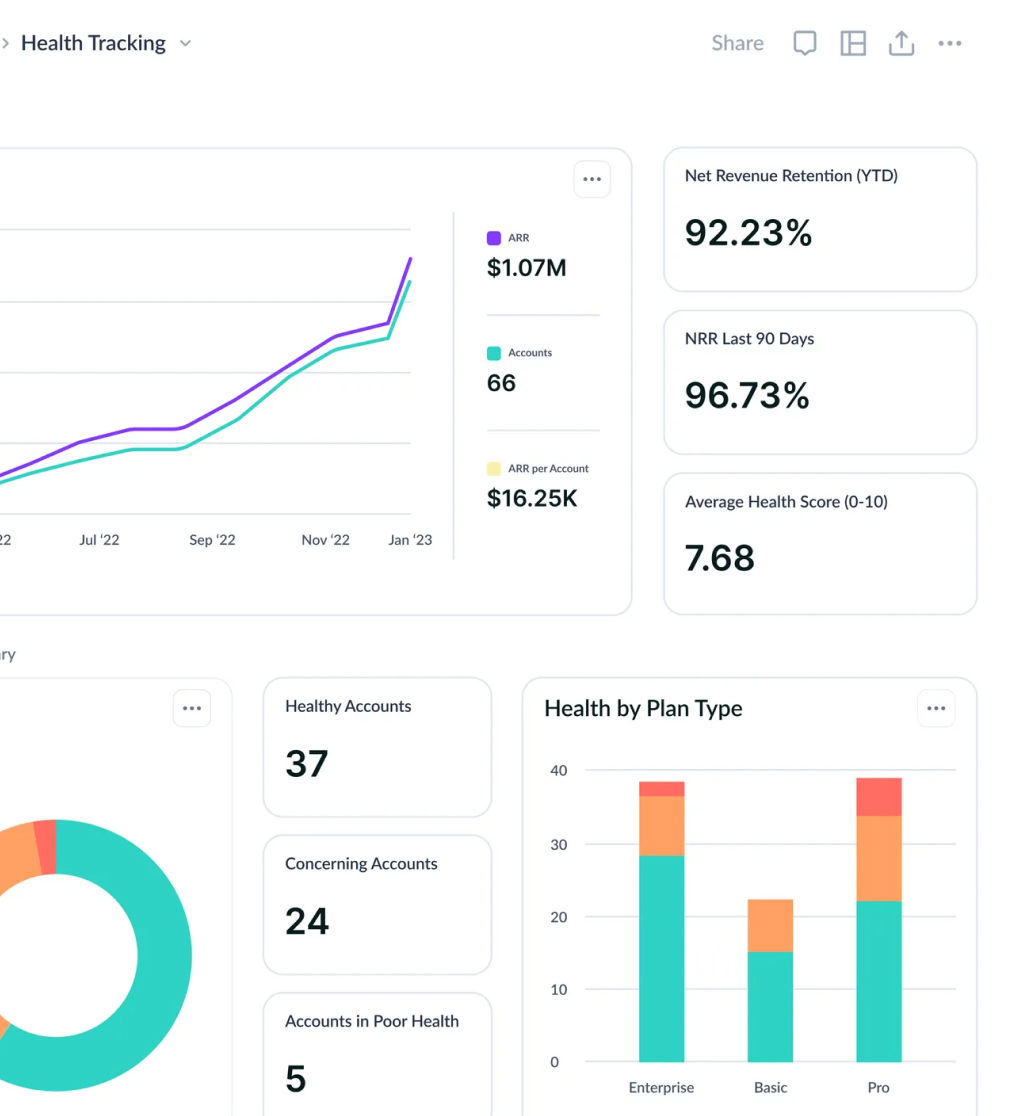 Health Tracking
Share
ARR
$1.07M
Accounts
66
ARR per Account
$16.25K
22
Jul ‘22
Sep ‘22
Nov ‘22
Jan ‘23
Net Revenue Retention (YTD)
92.23%
NRR Last 90 Days
96.73%
Average Health Score (0-10)
7.68
ry
Healthy Accounts
37
Concerning Accounts
24
Accounts in Poor Health
5
Health by Plan Type
40
30
20
10
0
Enterprise
Basic
Pro